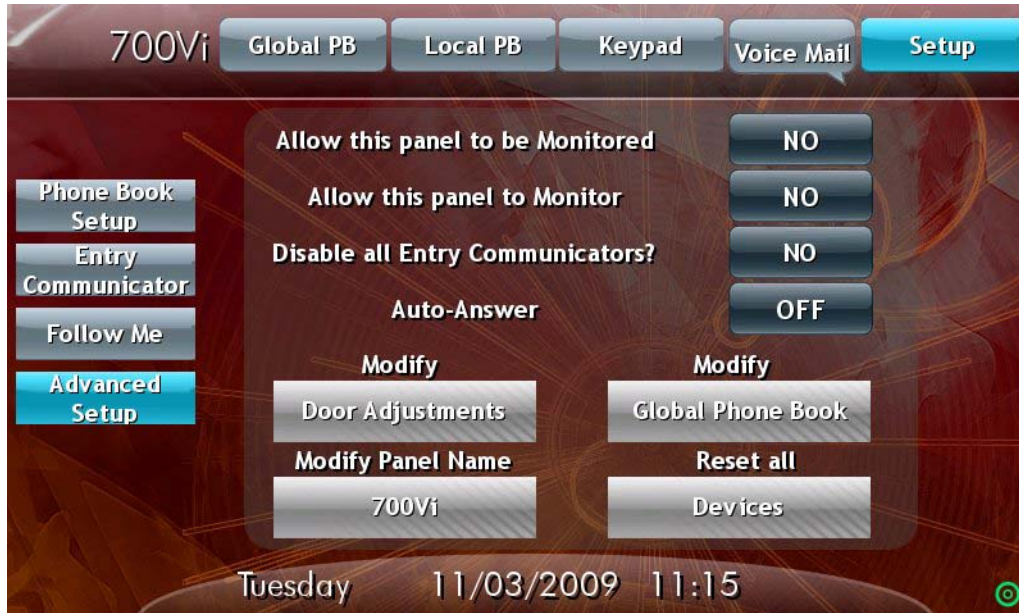 700Vi
Global PB
Local PB
Keypad
Voice Mail
Setup
Phone Book
Setup
Entry
Communicator
Follow Me
Advanced
Setup
Allow this panel to be Monitored
NO
Allow this panel to Monitor
NO
Disable all Entry Communicators?
NO
Auto-Answer
OFF
Modify
Door Adjustments
Modify
Global Phone Book
Modify Panel Name
700Vi
Reset all
Devices
Tuesday 11/03/2009 11:15